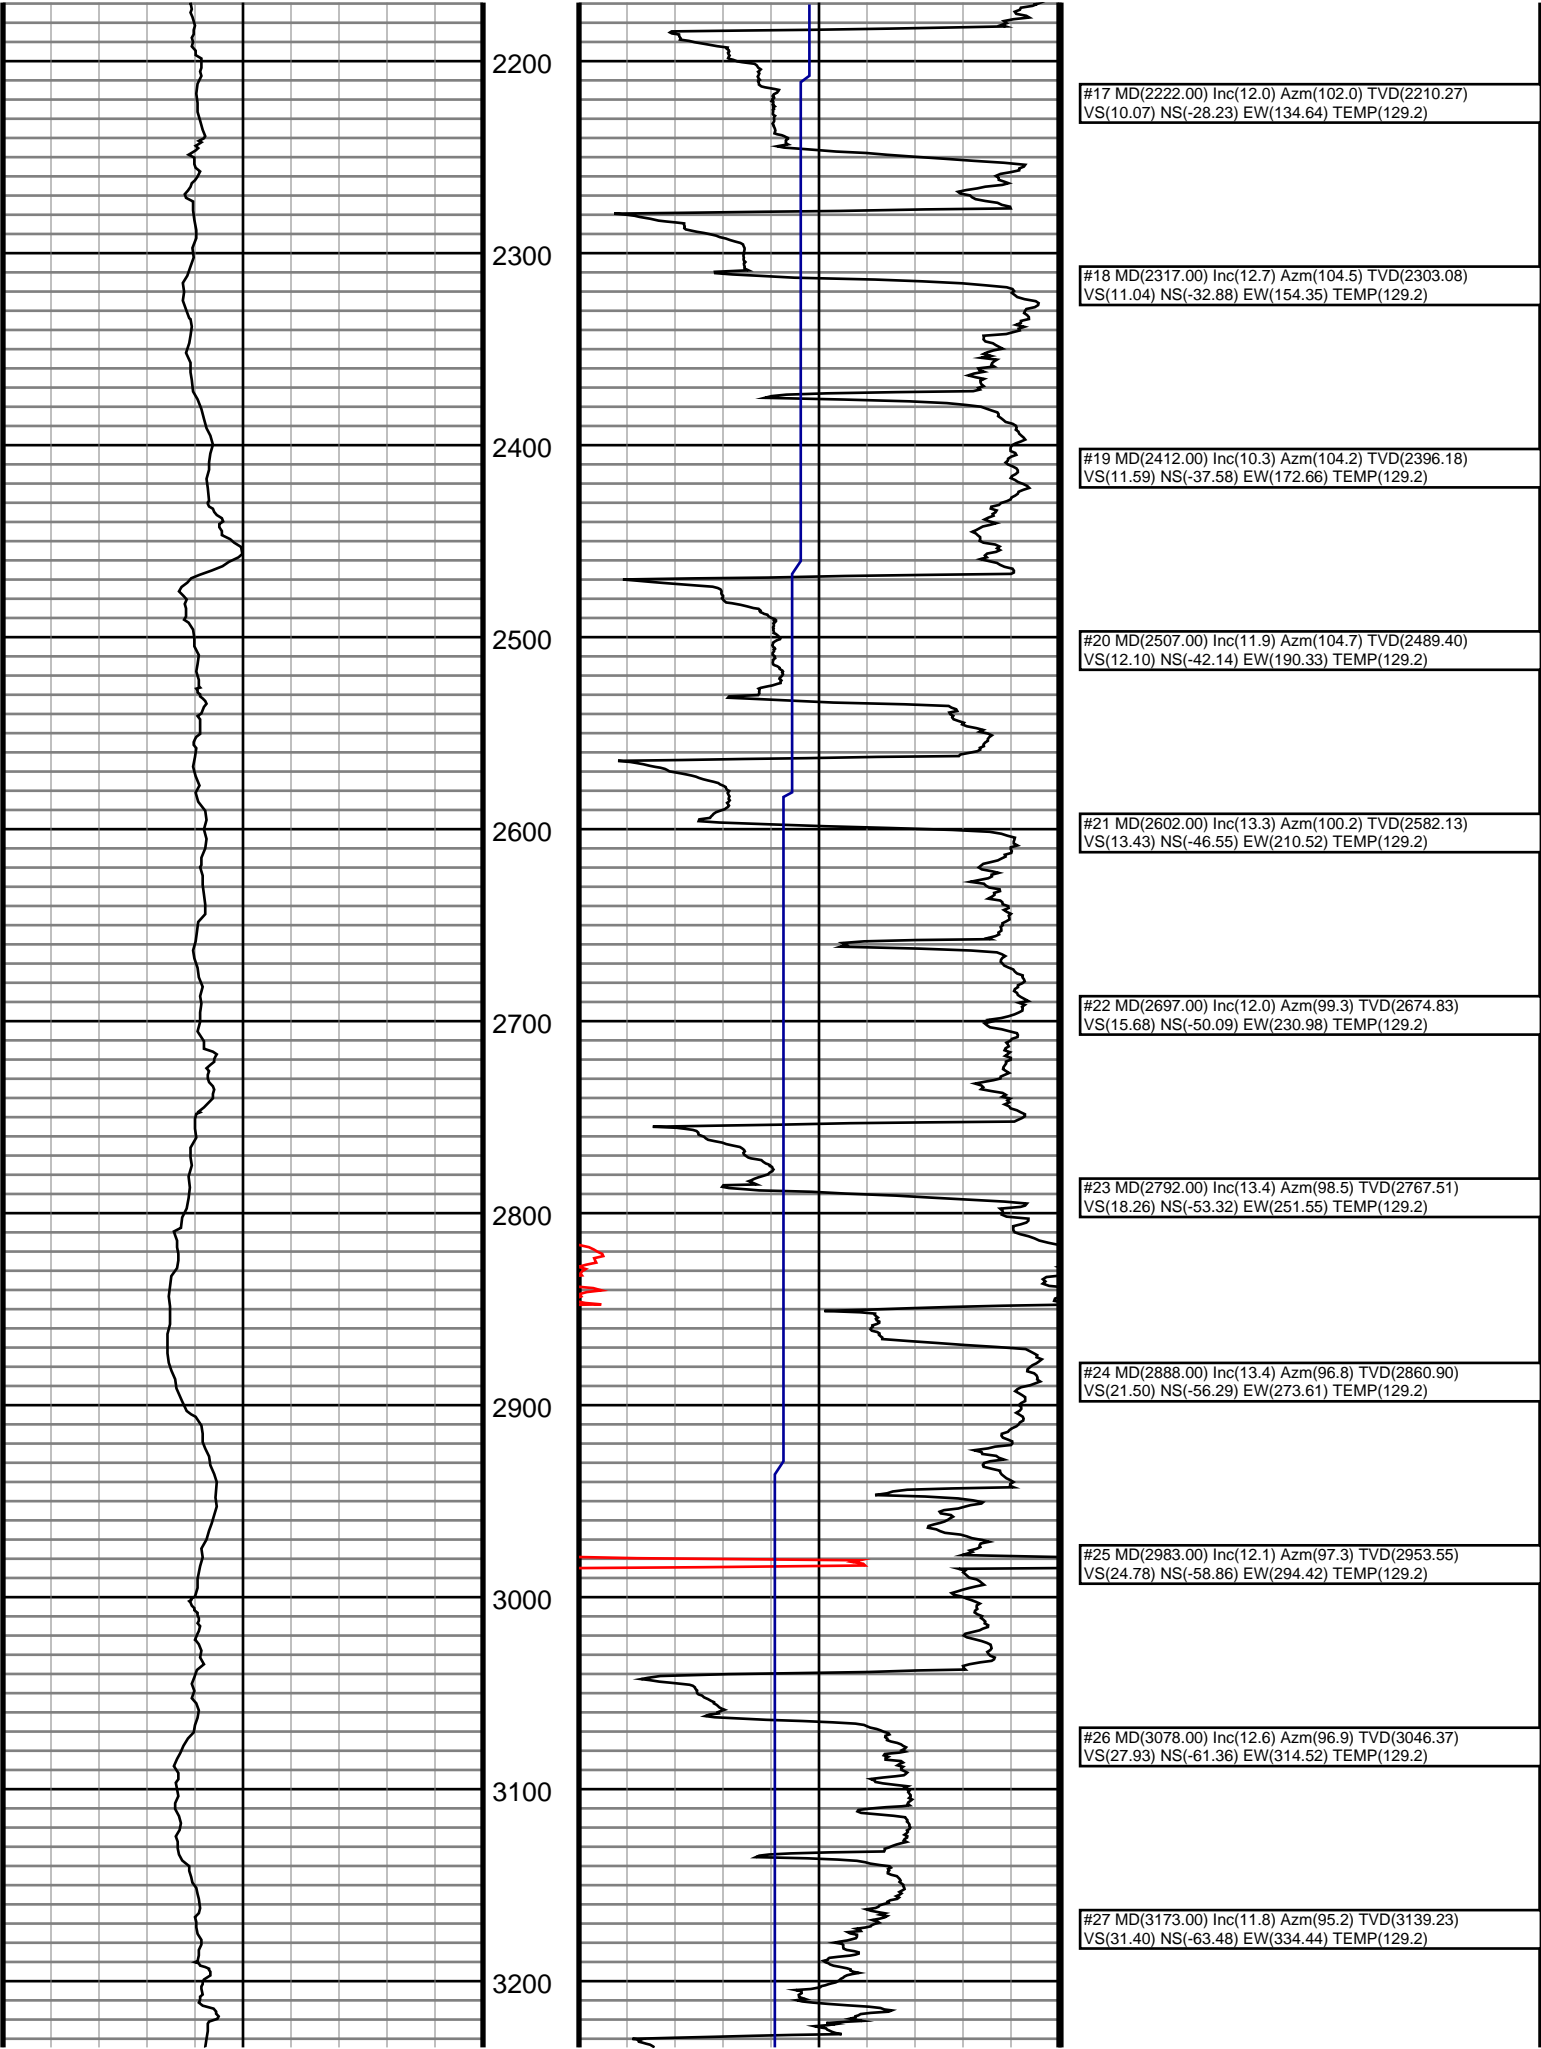 2200
#17 MD(2222.00) Inc(12.0) Azm(102.0) TVD(2210.27)
VS(10.07) NS(-28.23) EW(134.64) TEMP(129.2)
2300
#18 MD(2317.00) Inc(12.7) Azm(104.5) TVD(2303.08)
VS(11.04) NS(-32.88) EW(154.35) TEMP(129.2)
2400
#19 MD(2412.00) Inc(10.3) Azm(104.2) TVD(2396.18)
VS(11.59) NS(-37.58) EW(172.66) TEMP(129.2)
2500
#20 MD(2507.00) Inc(11.9) Azm(104.7) TVD(2489.40)
VS(12.10) NS(-42.14) EW(190.33) TEMP(129.2)
2600
#21 MD(2602.00) Inc(13.3) Azm(100.2) TVD(2582.13)
VS(13.43) NS(-46.55) EW(210.52) TEMP(129.2)
2700
#22 MD(2697.00) Inc(12.0) Azm(99.3) TVD(2674.83)
VS(15.68) NS(-50.09) EW(230.98) TEMP(129.2)
2800
#23 MD(2792.00) Inc(13.4) Azm(98.5) TVD(2767.51)
VS(18.26) NS(-53.32) EW(251.55) TEMP(129.2)
2900
#24 MD(2888.00) Inc(13.4) Azm(96.8) TVD(2860.90)
VS(21.50) NS(-56.29) EW(273.61) TEMP(129.2)
3000
#25 MD(2983.00) Inc(12.1) Azm(97.3) TVD(2953.55)
VS(24.78) NS(-58.86) EW(294.42) TEMP(129.2)
3100
#26 MD(3078.00) Inc(12.6) Azm(96.9) TVD(3046.37)
VS(27.93) NS(-61.36) EW(314.52) TEMP(129.2)
3200
#27 MD(3173.00) Inc(11.8) Azm(95.2) TVD(3139.23)
VS(31.40) NS(-63.48) EW(334.44) TEMP(129.2)